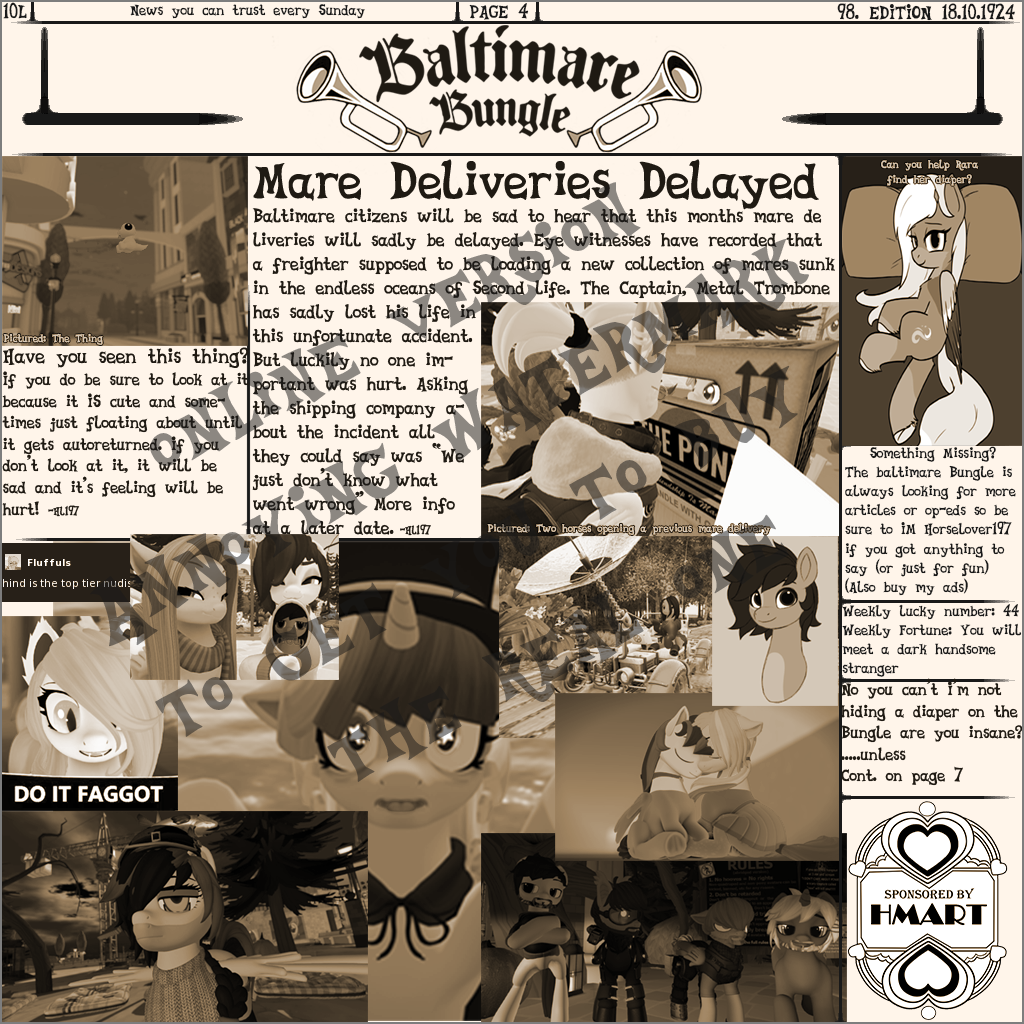 10L
News you can trust every Sunday
PAGE 4
98. EDITION 18.10.1924
Baltimare
Bungle
Pictured: The Thing
Have you seen this thing?
if you do be sure to look at it
because it is cute and some-
times just floating about until
it gets autoreturned. if you
don't look at it, it will be
sad and it's feeling will be
hurt! -HL197
Mare Deliveries Delayed
Baltimare citizens will be sad to hear that this months mare de
liveries will sadly be delayed. Eye witnesses have recorded that
a freighter supposed to be loading a new collection of mares sunk
in the endless oceans of Second Life. The Captain, Metal Trombone
has sadly lost his life in
this unfortunate accident.
But luckily no one im-
portant was hurt. Asking
the shipping company a-
bout the incident all
they could say was "We
just don't know what
went wrong" More info
at a later date. -HL197
THE PON
HANDLE WITH
Pictured: Two horses opening a previous mare delivery
Can you help Rara
find her diaper?
Something Missing?
The baltimare Bungle is
always looking for more
articles or op-eds so be
sure to iM Horselover197
if you got anything to
say (or just for fun)
(Also buy my ads)
Weekly lucky number: 44
Weekly Fortune: You will
meet a dark handsome
stranger
No you can't i'm not
hiding a diaper on the
Bungle are you insane?
.....unless
Cont. on page 7
SPONSORED BY
HMART
Fluffuls
hind is the top tier nudis
DO IT FAGGOT
RULES
ONLINE VERSION
ANNOYING WATERMARK
TO GET TO BUY
THE REAL ONE